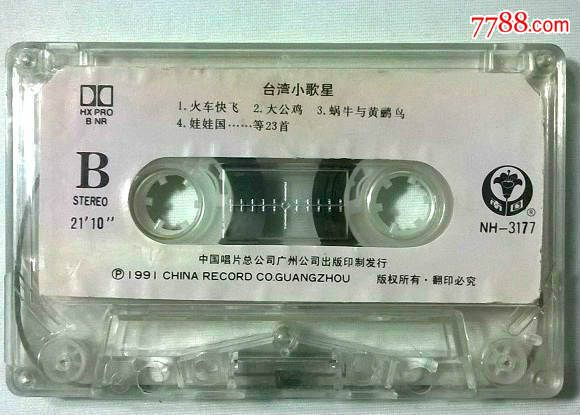 7788.com
台湾小歌星
HX PRO
B NR
1.火车快飞 2.大公鸡 3.蜗牛与黄鹂鸟
4.娃娃国……等23首
B
STEREO
21'10"
南国
®
NH-3177
中国唱片总公司广州公司出版印制发行
Ⓟ1991 CHINA RECORD CO.GUANGZHOU 版权所有·翻印必究